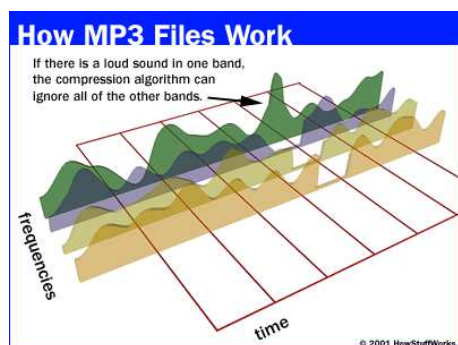 How MP3 Files Work
If there is a loud sound in one band,
the compression algorithm can
ignore all of the other bands.
frequencies
time
© 2001 HowStuffWorks